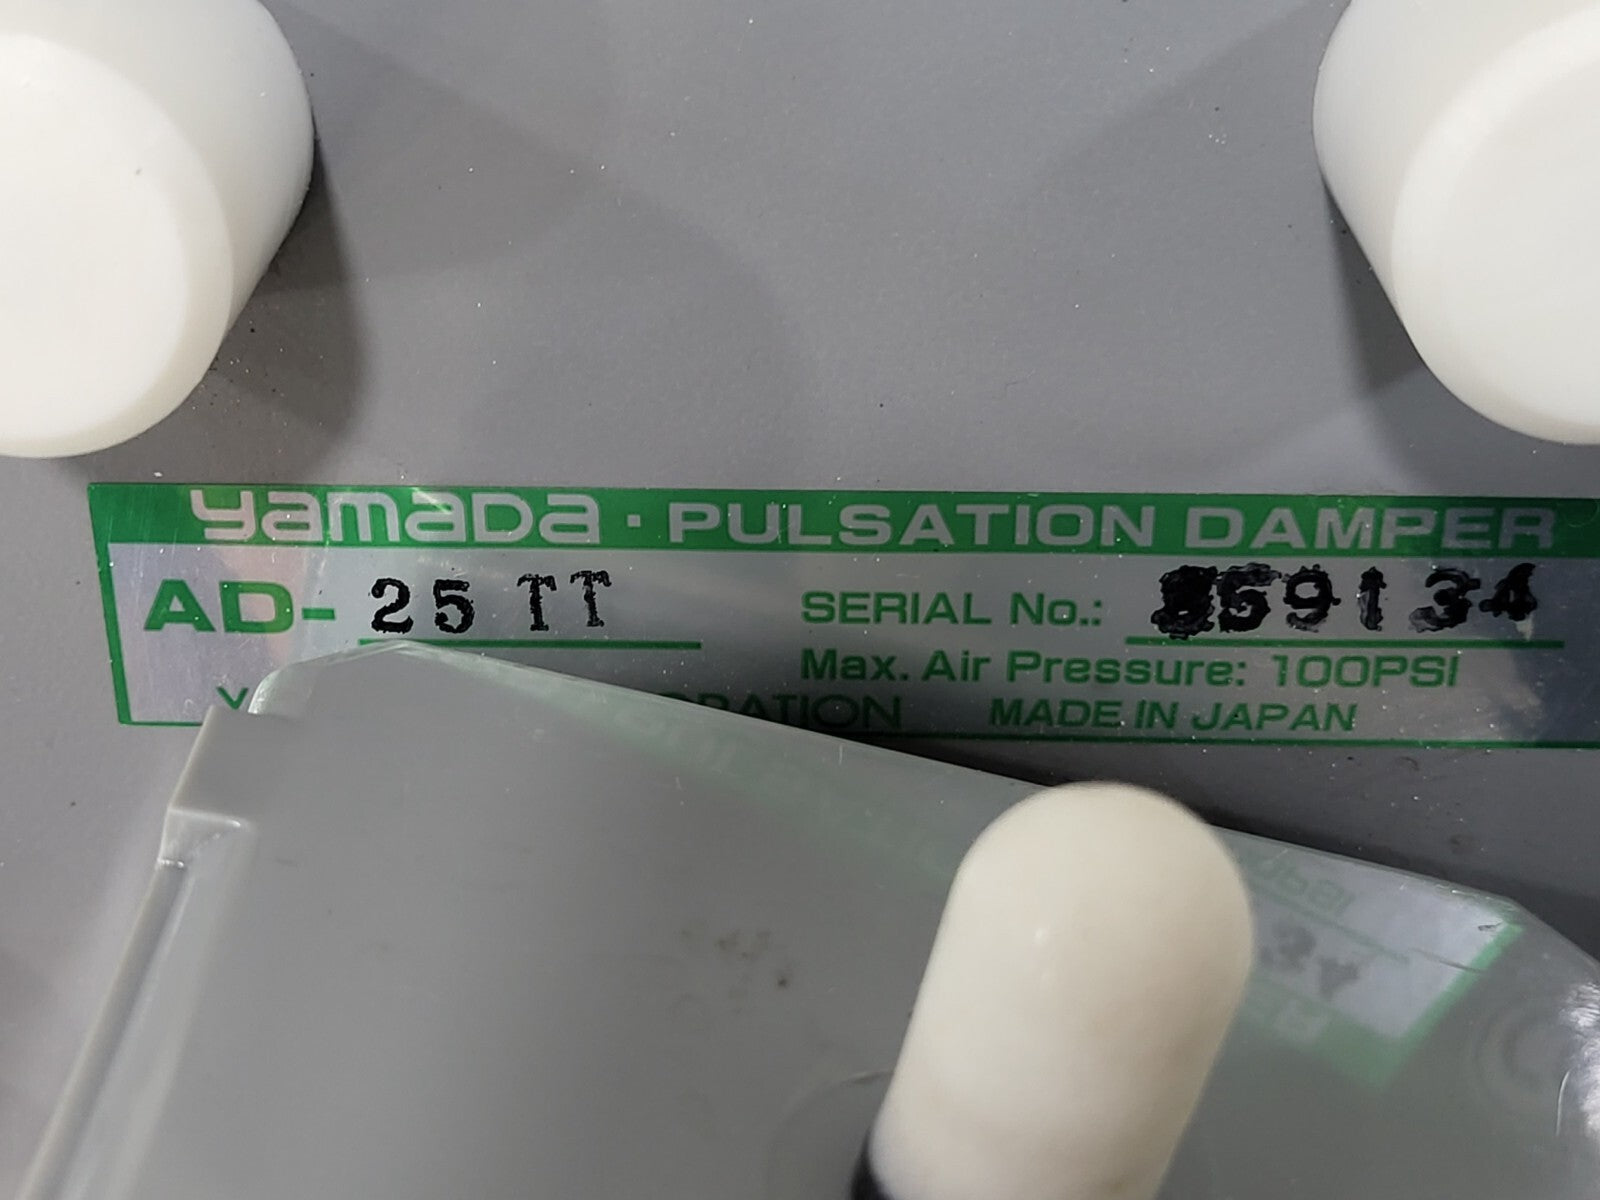 yamada · PULSATION DAMPER
AD-25 TT SERIAL No.:
Max. Air Pressure: 100PSI
MADE IN JAPAN